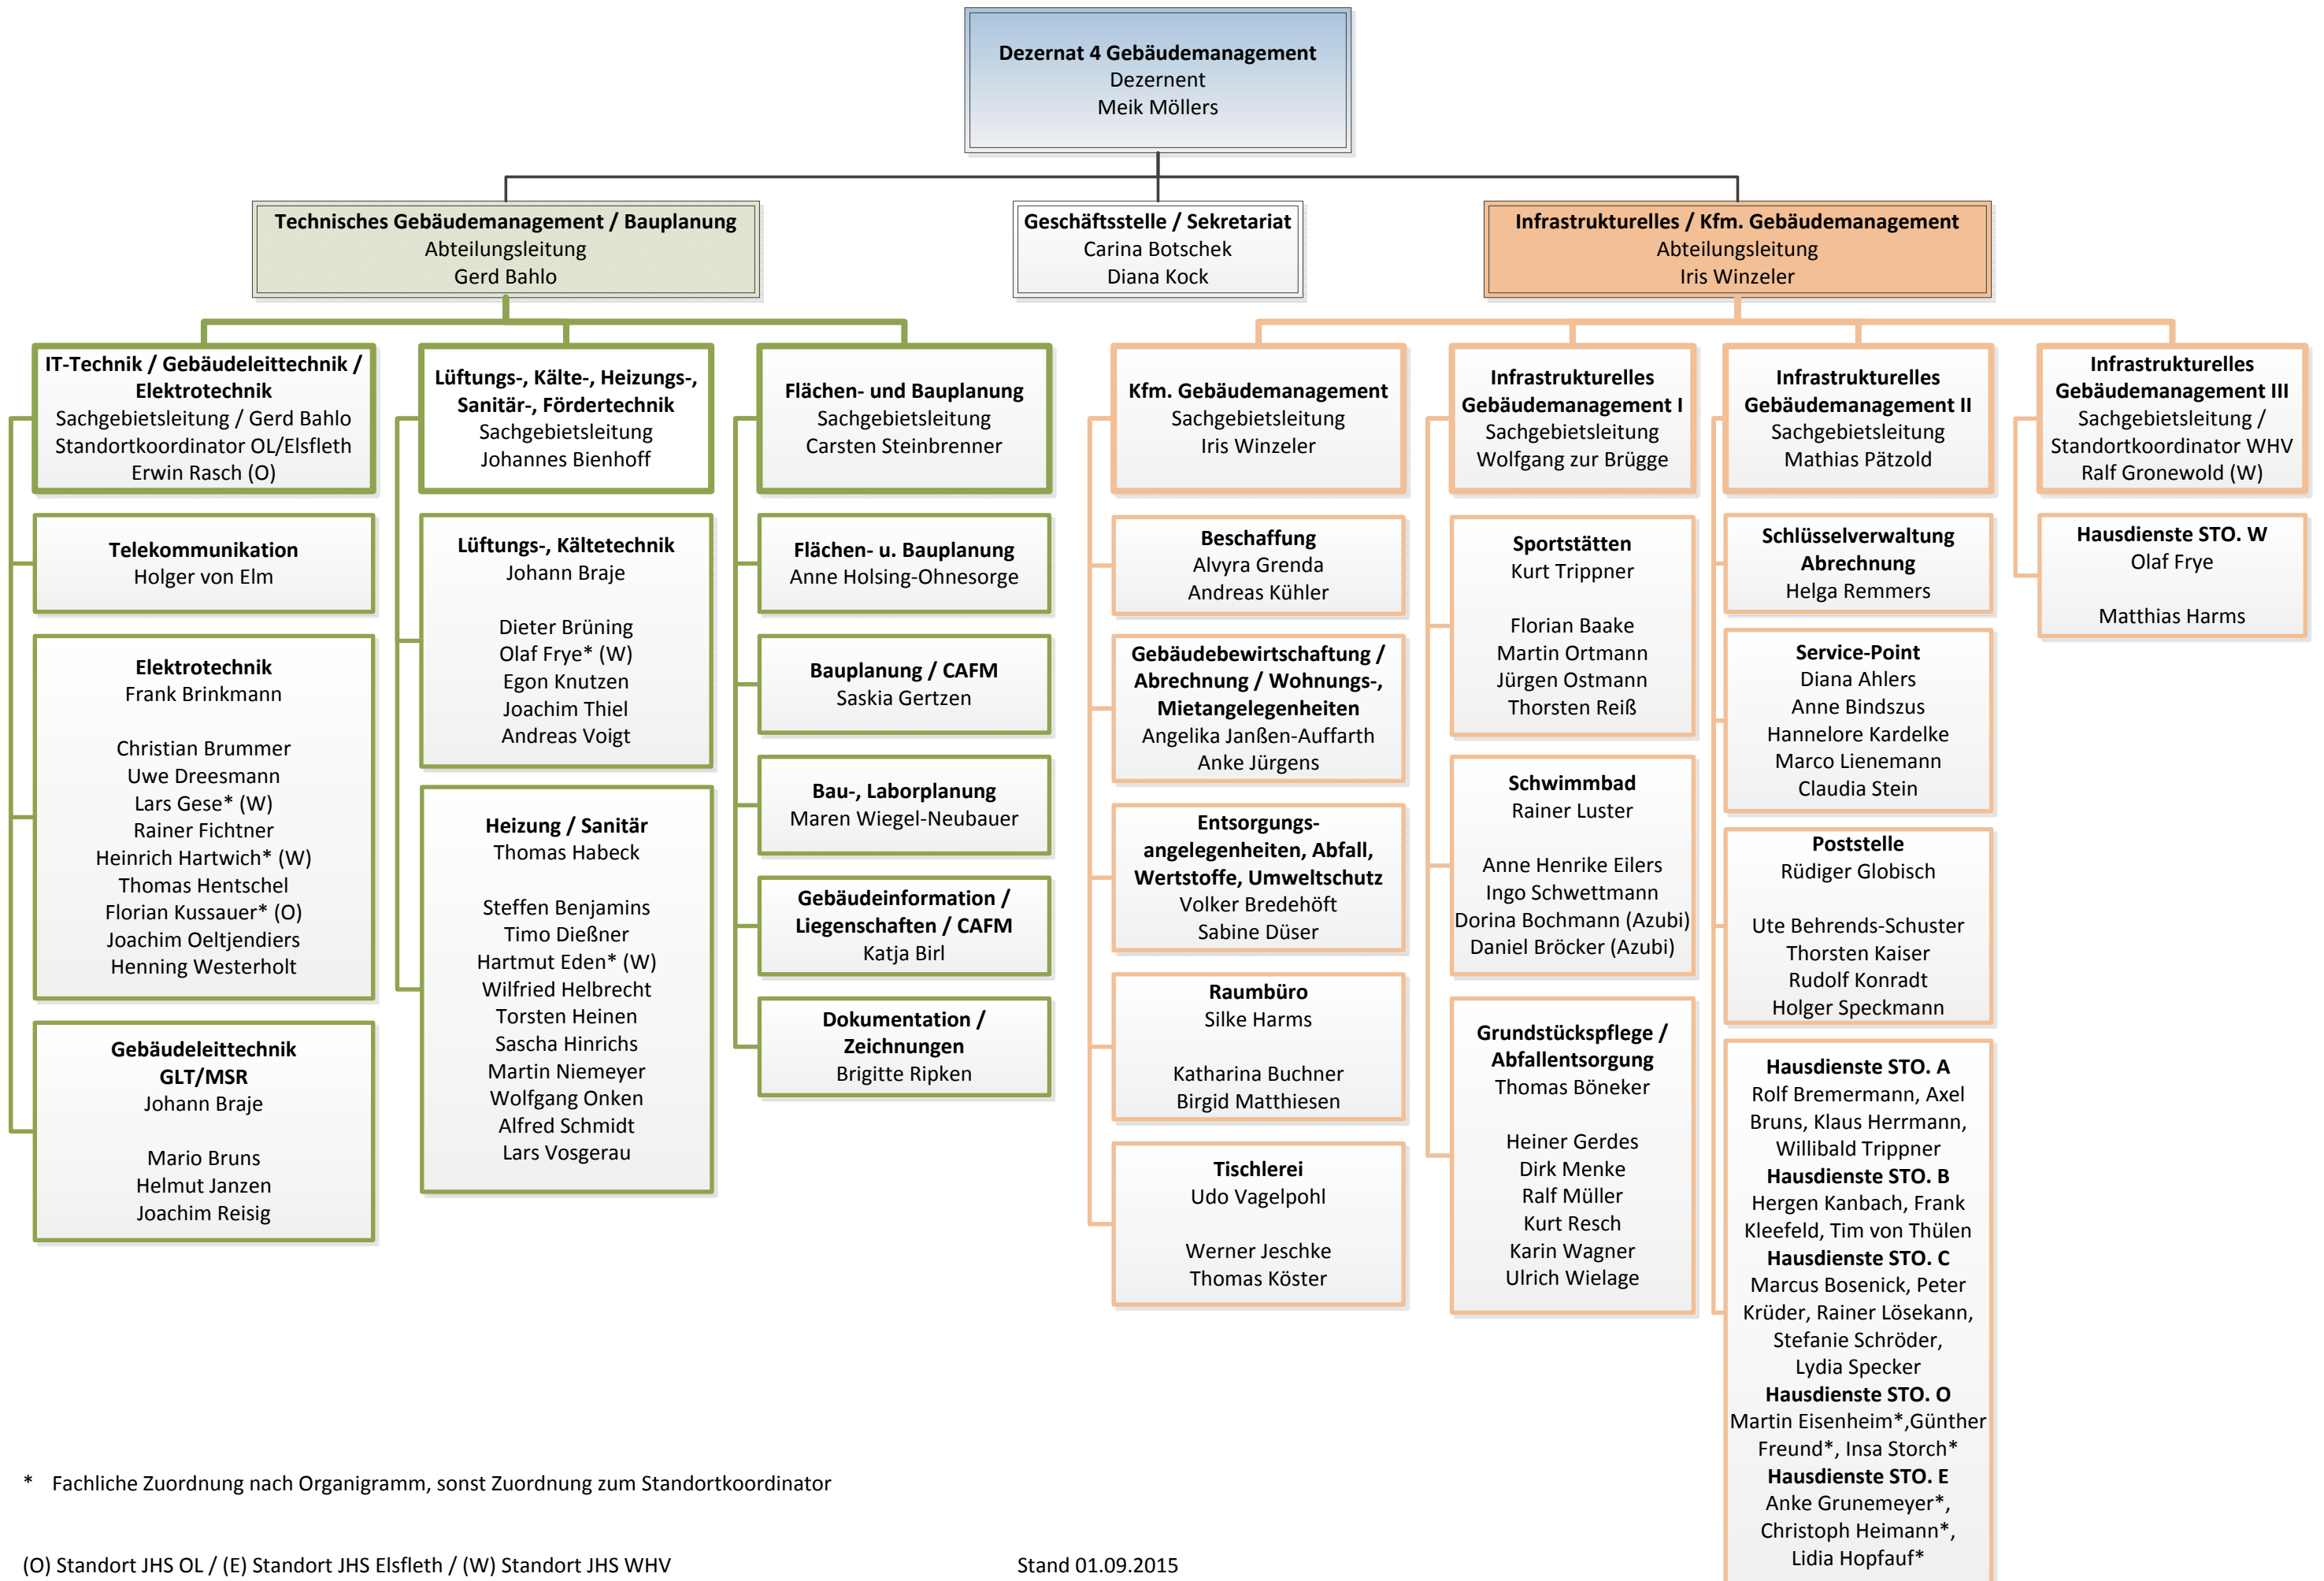 Dezernat 4 Gebäudemanagement
Dezernent
Meik Möllers
Technisches Gebäudemanagement / Bauplanung
Abteilungsleitung
Gerd Bahlo
Geschäftsstelle / Sekretariat
Carina Botschek
Diana Kock
Infrastrukturelles / Kfm. Gebäudemanagement
Abteilungsleitung
Iris Winzeler
IT-Technik / Gebäudeleittechnik /
Elektrotechnik
Sachgebietsleitung / Gerd Bahlo
Standortkoordinator OL/Elsfleth
Erwin Rasch (O)
Telekommunikation
Holger von Elm
Elektrotechnik
Frank Brinkmann
Christian Brummer
Uwe Dreesmann
Lars Gese* (W)
Rainer Fichtner
Heinrich Hartwich* (W)
Thomas Hentschel
Florian Kussauer* (O)
Joachim Oeltjendiers
Henning Westerholt
Gebäudeleittechnik
GLT/MSR
Johann Braje
Mario Bruns
Helmut Janzen
Joachim Reisig
Lüftungs-, Kälte-, Heizungs-,
Sanitär-, Fördertechnik
Sachgebietsleitung
Johannes Bienhoff
Lüftungs-, Kältetechnik
Johann Braje
Dieter Brüning
Olaf Frye* (W)
Egon Knutzen
Joachim Thiel
Andreas Voigt
Heizung / Sanitär
Thomas Habeck
Steffen Benjamins
Timo Dießner
Hartmut Eden* (W)
Wilfried Helbrecht
Torsten Heinen
Sascha Hinrichs
Martin Niemeyer
Wolfgang Onken
Alfred Schmidt
Lars Vosgerau
Flächen- und Bauplanung
Sachgebietsleitung
Carsten Steinbrenner
Flächen- u. Bauplanung
Anne Holsing-Ohnesorge
Bauplanung / CAFM
Saskia Gertzen
Bau-, Laborplanung
Maren Wiegel-Neubauer
Gebäudeinformation /
Liegenschaften / CAFM
Katja Birl
Dokumentation /
Zeichnungen
Brigitte Ripken
Kfm. Gebäudemanagement
Sachgebietsleitung
Iris Winzeler
Beschaffung
Alvyra Grenda
Andreas Kühler
Gebäudebewirtschaftung /
Abrechnung / Wohnungs-,
Mietangelegenheiten
Angelika Janßen-Auffarth
Anke Jürgens
Entsorgungs-
angelegenheiten, Abfall,
Wertstoffe, Umweltschutz
Volker Bredehöft
Sabine Düser
Raumbüro
Silke Harms
Katharina Buchner
Birgid Matthiesen
Tischlerei
Udo Vagelpohl
Werner Jeschke
Thomas Köster
Infrastrukturelles
Gebäudemanagement I
Sachgebietsleitung
Wolfgang zur Brügge
Sportstätten
Kurt Trippner
Florian Baake
Martin Ortmann
Jürgen Ostmann
Thorsten Reiß
Schwimmbad
Rainer Luster
Anne Henrike Eilers
Ingo Schwettmann
Dorina Bochmann (Azubi)
Daniel Bröcker (Azubi)
Grundstückspflege /
Abfallentsorgung
Thomas Böneker
Heiner Gerdes
Dirk Menke
Ralf Müller
Kurt Resch
Karin Wagner
Ulrich Wielage
Infrastrukturelles
Gebäudemanagement II
Sachgebietsleitung
Mathias Pätzold
Schlüsselverwaltung
Abrechnung
Helga Remmers
Service-Point
Diana Ahlers
Anne Bindszus
Hannelore Kardelke
Marco Lienemann
Claudia Stein
Poststelle
Rüdiger Globisch
Ute Behrends-Schuster
Thorsten Kaiser
Rudolf Konradt
Holger Speckmann
Hausdienste STO. A
Rolf Bremermann, Axel
Bruns, Klaus Herrmann,
Willibald Trippner
Hausdienste STO. B
Hergen Kanbach, Frank
Kleefeld, Tim von Thülen
Hausdienste STO. C
Marcus Bosenick, Peter
Krüder, Rainer Lösekann,
Stefanie Schröder,
Lydia Specker
Hausdienste STO. O
Martin Eisenheim*,Günther
Freund*, Insa Storch*
Hausdienste STO. E
Anke Grunemeyer*,
Christoph Heimann*,
Lidia Hopfauf*
Infrastrukturelles
Gebäudemanagement III
Sachgebietsleitung /
Standortkoordinator WHV
Ralf Gronewold (W)
Hausdienste STO. W
Olaf Frye
Matthias Harms
* Fachliche Zuordnung nach Organigramm, sonst Zuordnung zum Standortkoordinator
(O) Standort JHS OL / (E) Standort JHS Elsfleth / (W) Standort JHS WHV
Stand 01.09.2015